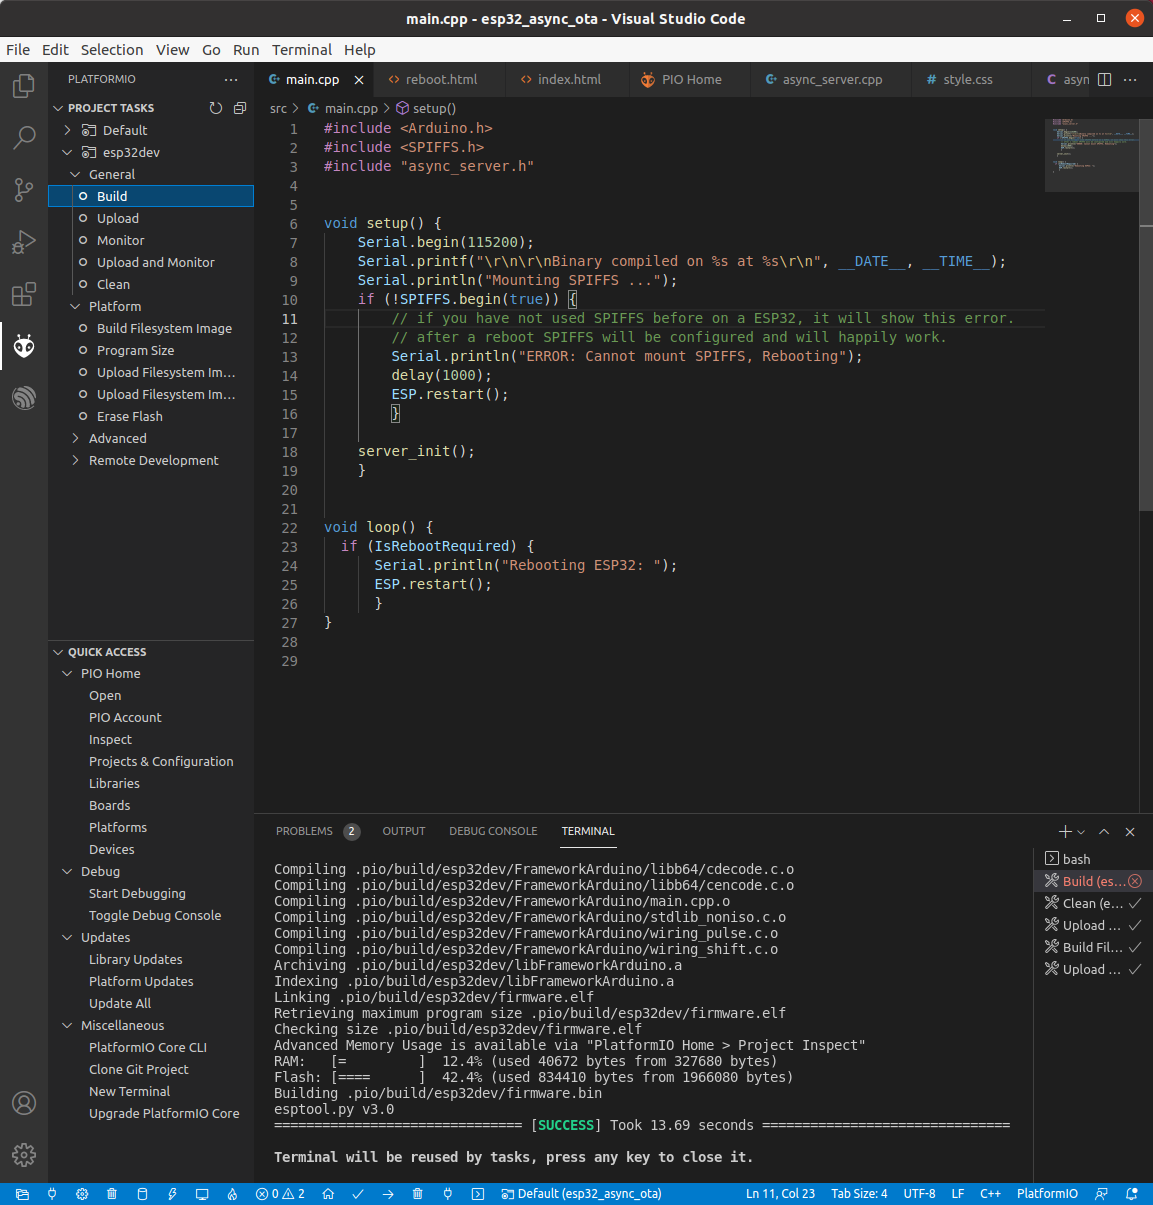 main.cpp - esp32_async_ota - Visual Studio Code
File Edit Selection View Go Run Terminal Help
PLATFORMIO ...
PROJECT TASKS
Default
esp32dev
General
Build
Upload
Monitor
Upload and Monitor
Clean
Platform
Build Filesystem Image
Program Size
Upload Filesystem Im...
Upload Filesystem Im...
Erase Flash
Advanced
Remote Development
QUICK ACCESS
PIO Home
Open
PIO Account
Inspect
Projects & Configuration
Libraries
Boards
Platforms
Devices
Debug
Start Debugging
Toggle Debug Console
Updates
Library Updates
Platform Updates
Update All
Miscellaneous
PlatformIO Core CLI
Clone Git Project
New Terminal
Upgrade PlatformIO Core
main.cpp reboot.html index.html PIO Home async_server.cpp # style.css C asyn ...
src > main.cpp > setup()
1 #include <Arduino.h>
2 #include <SPIFFS.h>
3 #include "async_server.h"
4
5
6 void setup() {
7 Serial.begin(115200);
8 Serial.printf("\r\n\r\nBinary compiled on %s at %s\r\n", __DATE__, __TIME__);
9 Serial.println("Mounting SPIFFS ...");
10 if (!SPIFFS.begin(true)) {
11 // if you have not used SPIFFS before on a ESP32, it will show this error.
12 // after a reboot SPIFFS will be configured and will happily work.
13 Serial.println("ERROR: Cannot mount SPIFFS, Rebooting");
14 delay(1000);
15 ESP.restart();
16 }
17
18 server_init();
19 }
20
21
22 void loop() {
23 if (IsRebootRequired) {
24 Serial.println("Rebooting ESP32: ");
25 ESP.restart();
26 }
27 }
28
29
PROBLEMS 2 OUTPUT DEBUG CONSOLE TERMINAL
Compiling .pio/build/esp32dev/FrameworkArduino/libb64/cdecode.c.o
Compiling .pio/build/esp32dev/FrameworkArduino/libb64/cencode.c.o
Compiling .pio/build/esp32dev/FrameworkArduino/main.cpp.o
Compiling .pio/build/esp32dev/FrameworkArduino/stdlib_noniso.c.o
Compiling .pio/build/esp32dev/FrameworkArduino/wiring_pulse.c.o
Compiling .pio/build/esp32dev/FrameworkArduino/wiring_shift.c.o
Archiving .pio/build/esp32dev/libFrameworkArduino.a
Indexing .pio/build/esp32dev/libFrameworkArduino.a
Linking .pio/build/esp32dev/firmware.elf
Retrieving maximum program size .pio/build/esp32dev/firmware.elf
Checking size .pio/build/esp32dev/firmware.elf
Advanced Memory Usage is available via "PlatformIO Home > Project Inspect"
RAM: [= ] 12.4% (used 40672 bytes from 327680 bytes)
Flash: [==== ] 42.4% (used 834410 bytes from 1966080 bytes)
Building .pio/build/esp32dev/firmware.bin
esptool.py v3.0
=============================== [SUCCESS] Took 13.69 seconds ===============================
Terminal will be reused by tasks, press any key to close it.
bash
Build (es...
Clean (e...
Upload ...
Build Fil...
Upload ...
0 2 Default (esp32_async_ota) Ln 11, Col 23 Tab Size: 4 UTF-8 LF C++ PlatformIO